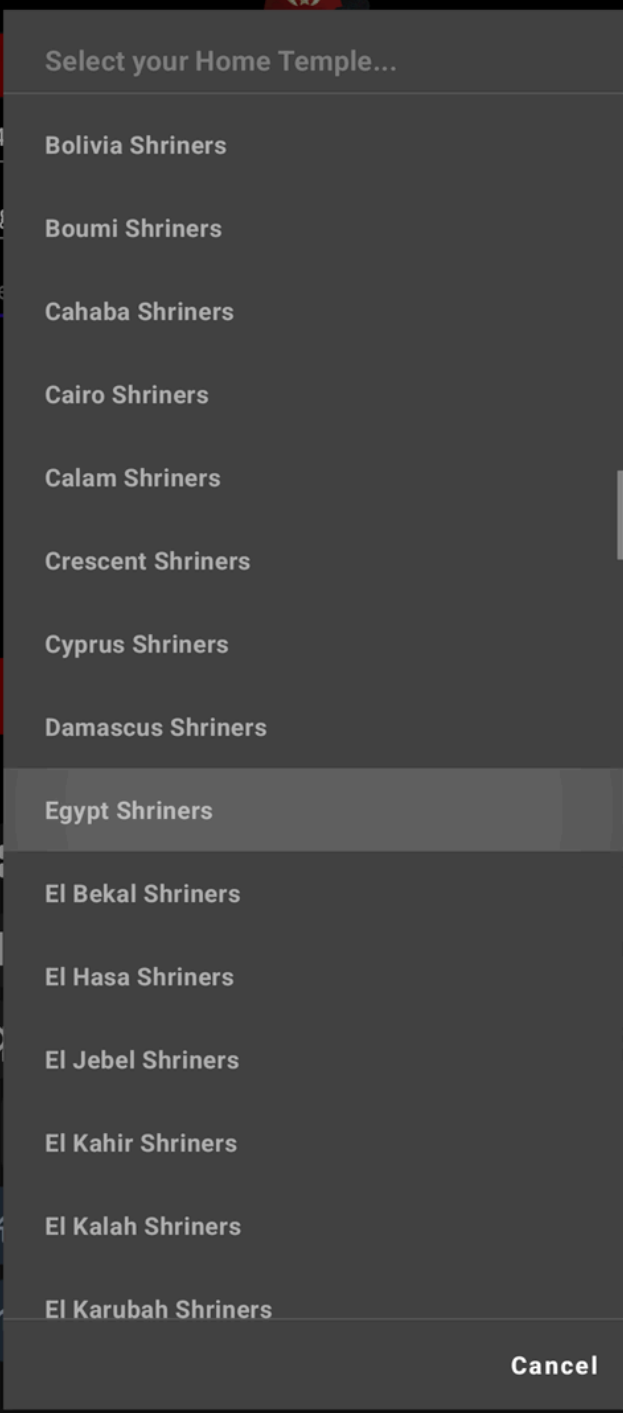 Select your Home Temple...
Bolivia Shriners
Boumi Shriners
Cahaba Shriners
Cairo Shriners
Calam Shriners
Crescent Shriners
Cyprus Shriners
Damascus Shriners
Egypt Shriners
El Bekal Shriners
El Hasa Shriners
El Jebel Shriners
El Kahir Shriners
El Kalah Shriners
El Karubah Shriners
Cancel